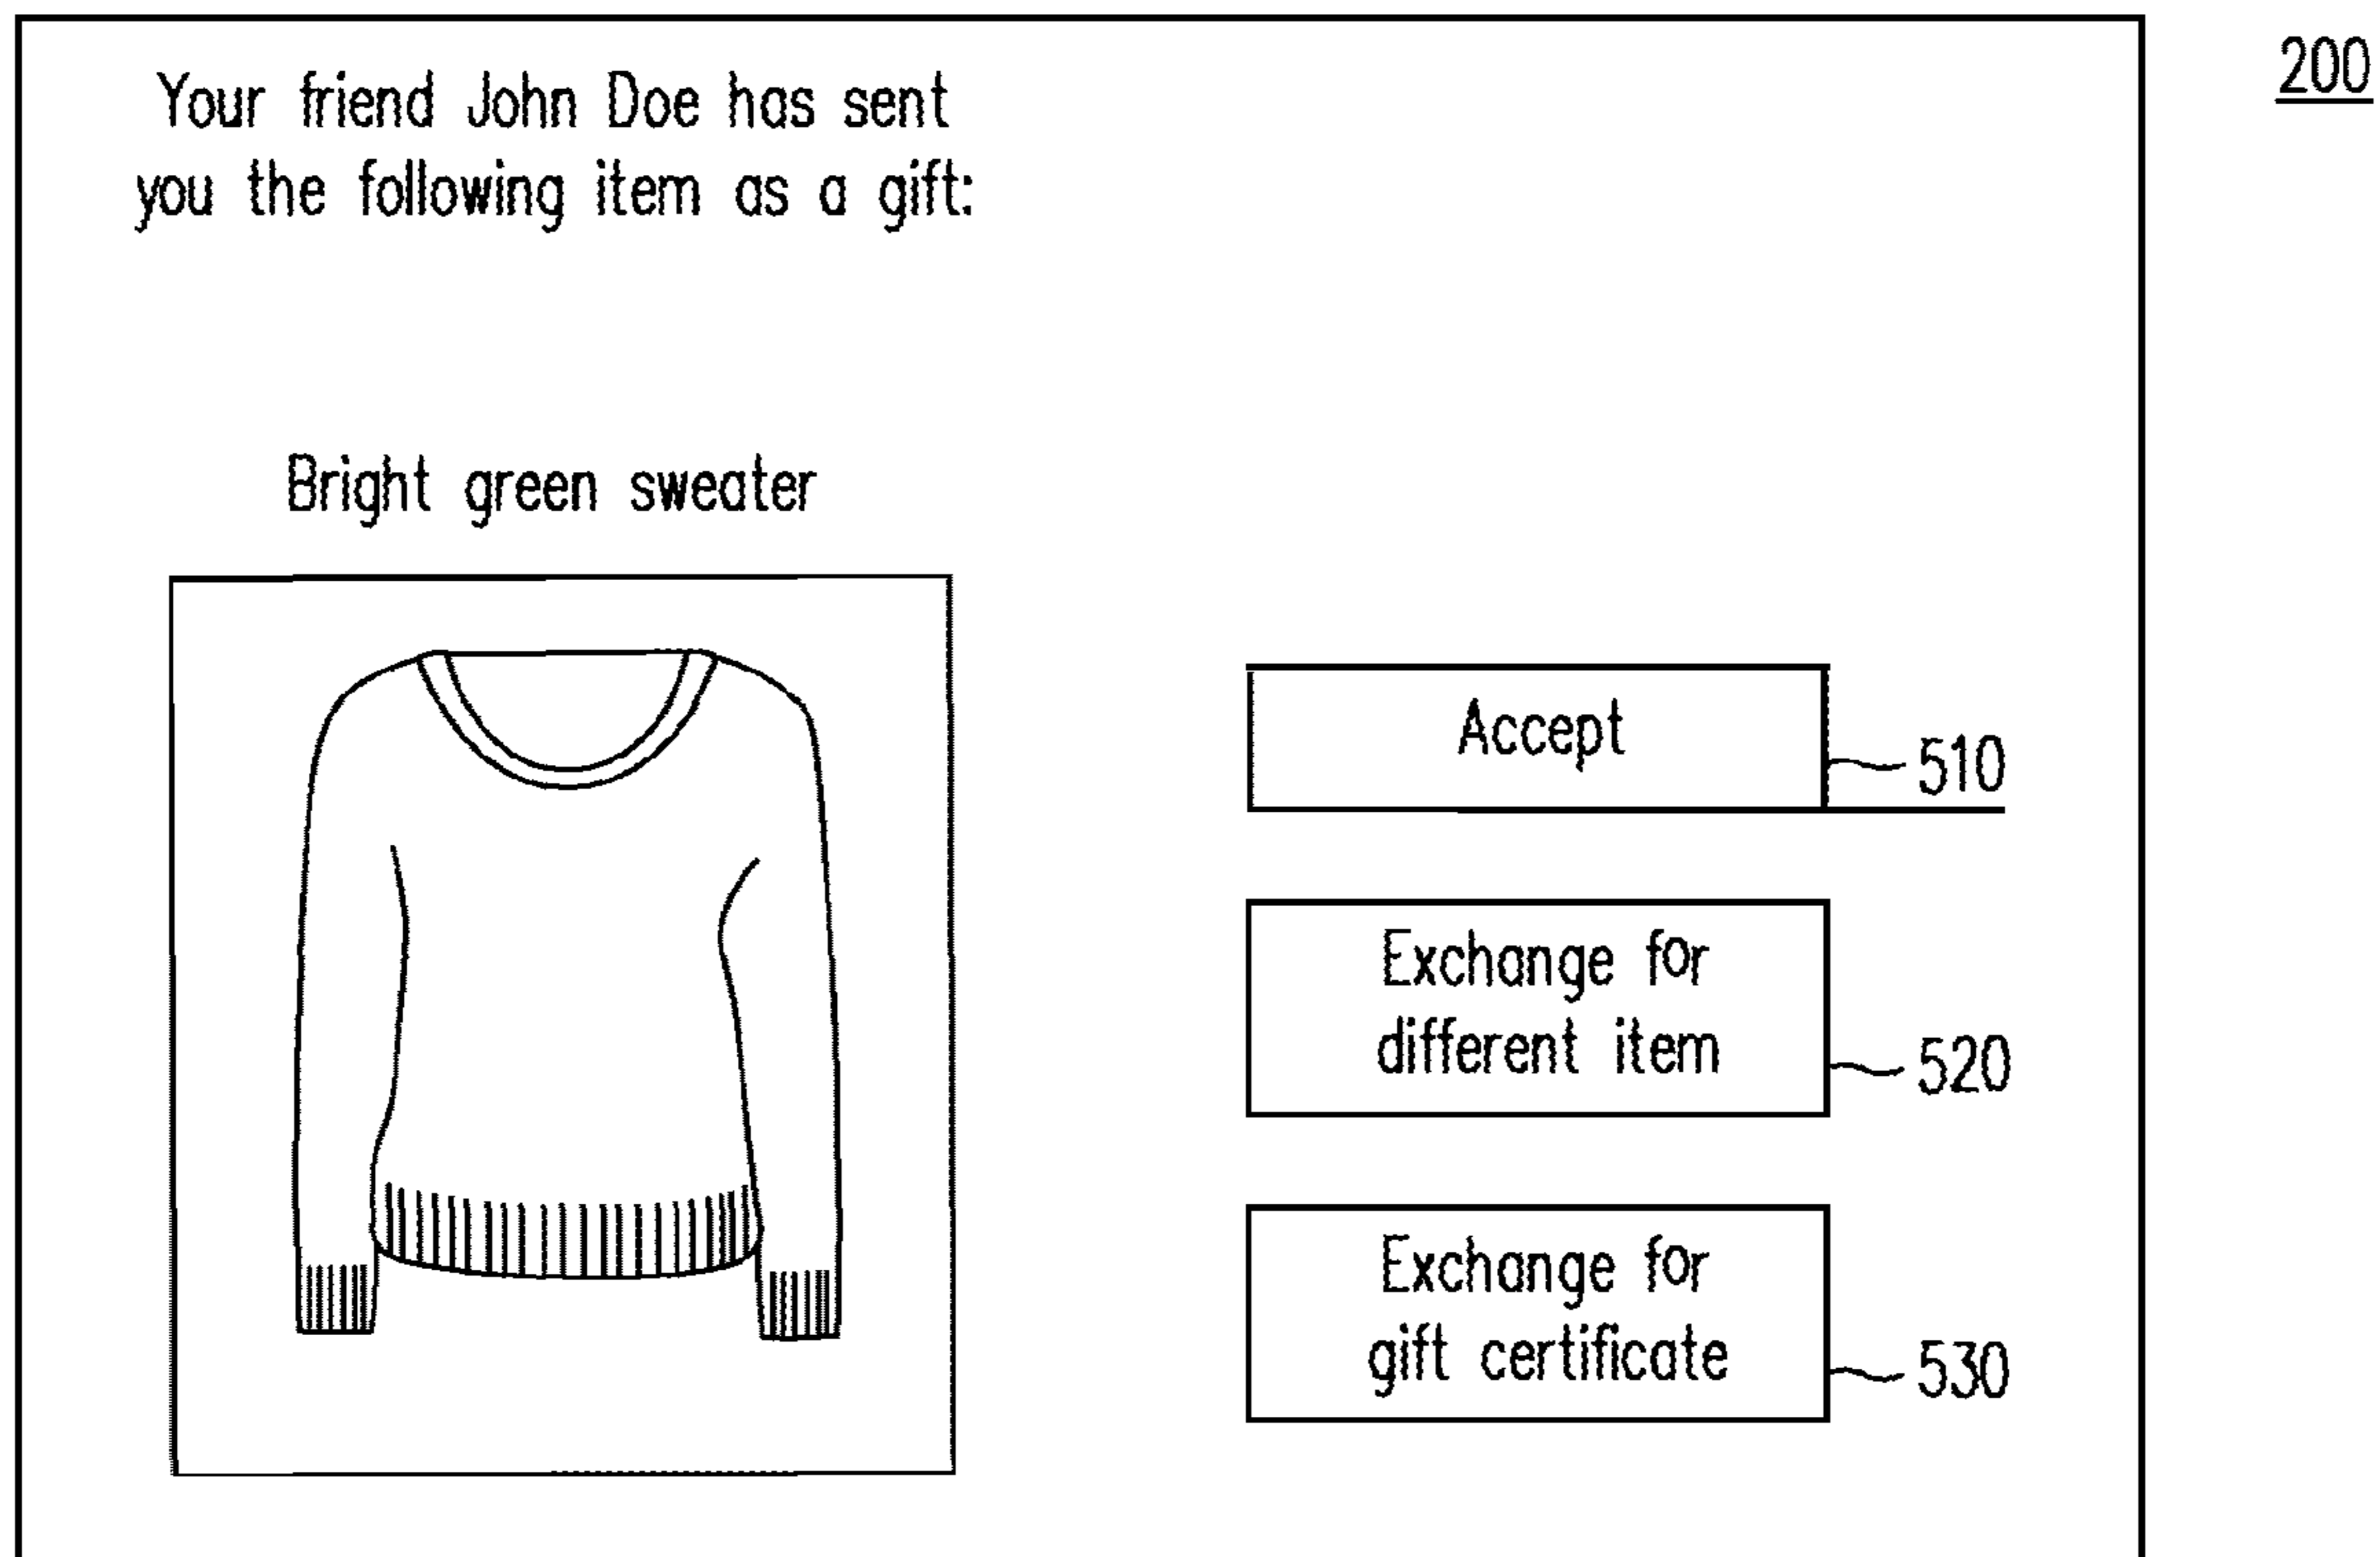 200
Your friend John Doe has sent
you the following item as a gift:
Bright green sweater
Accept
510
Exchange for
different item
520
Exchange for
gift certificate
530